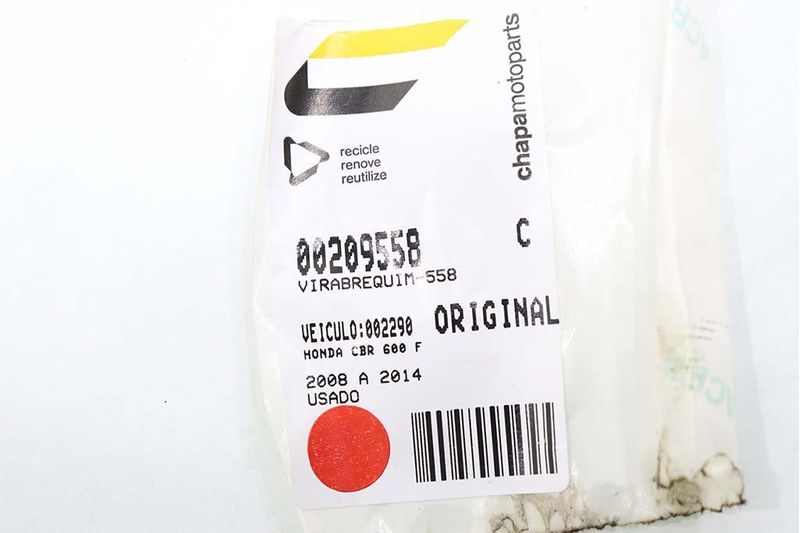 chapamotoparts
recicle
renove
reutilize
C
00209558
VIRABREQUIM-558
VEICULO:002290 ORIGINAL
HONDA CBR 600 F
2008 A 2014
USADO